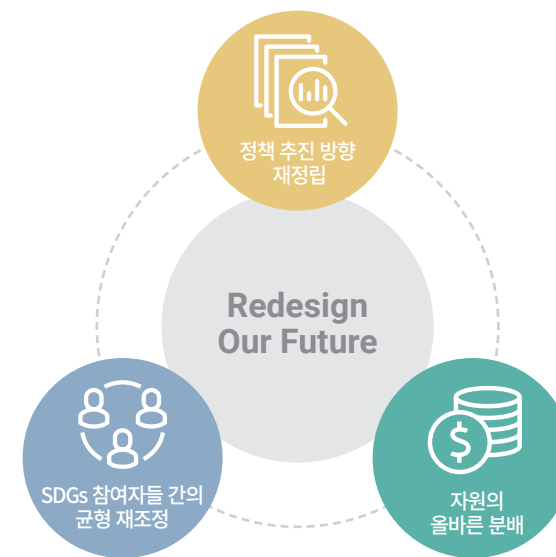 정책 추진 방향
재정립
Redesign
Our Future
SDGs 참여자들 간의
균형 재조정
$
자원의
올바른 분배